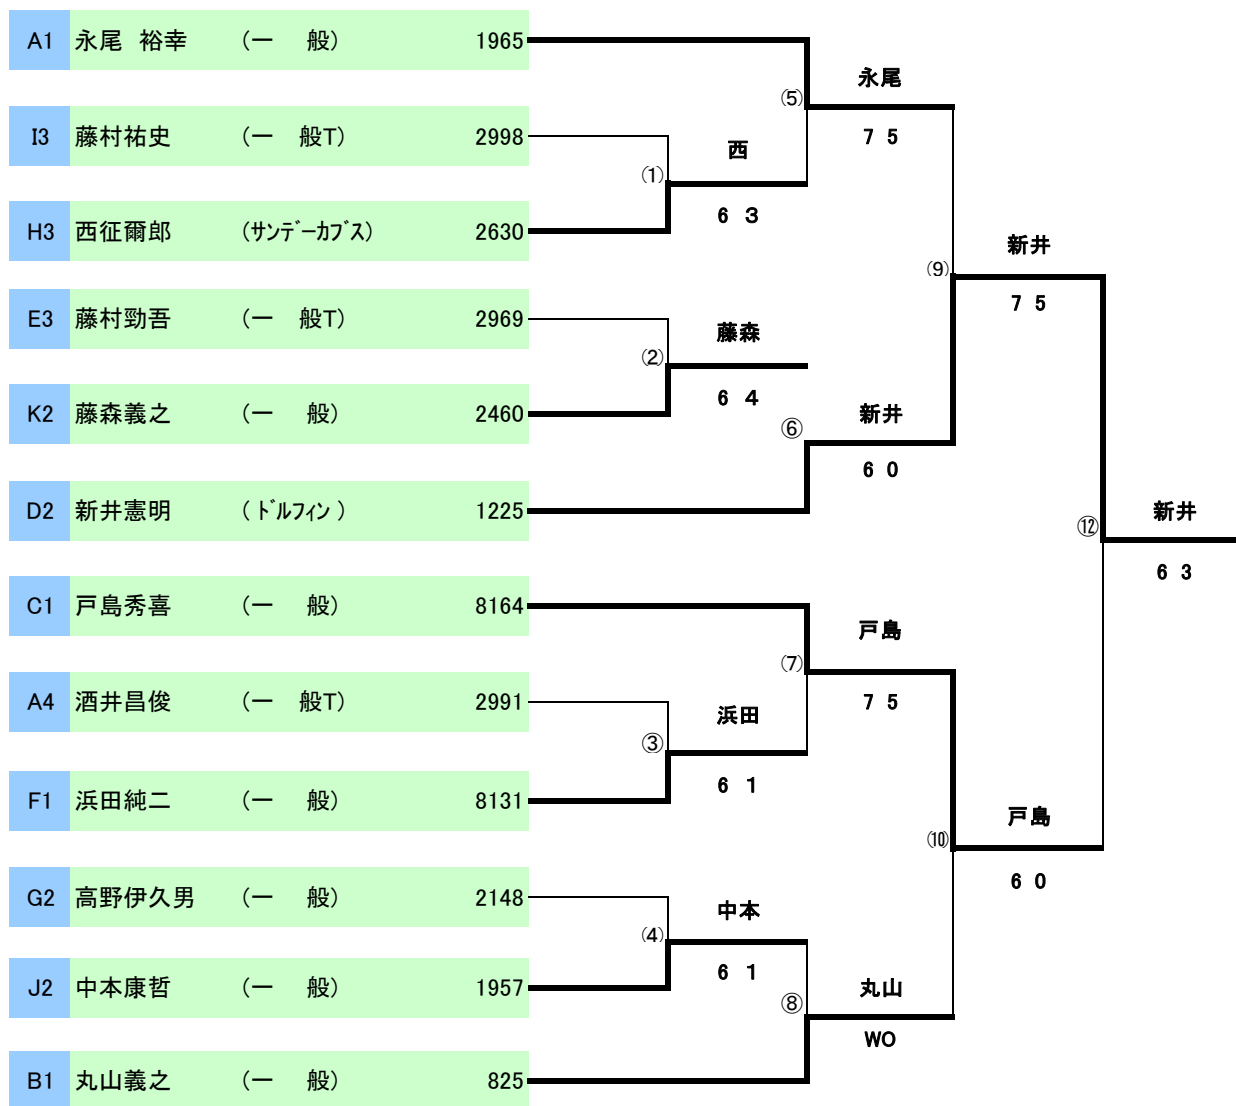 A1 永尾 裕幸 (一 般) 1965
永尾
⑸
I3 藤村祐史 (一 般T) 2998
7 5
西
⑴
6 3
H3 西征爾郎 (サンデーカブス) 2630
新井
⑼
7 5
E3 藤村勁吾 (一 般T) 2969
藤森
⑵
6 4
K2 藤森義之 (一 般) 2460
新井
⑥
6 0
D2 新井憲明 (ドルフィン) 1225
新井
⑫
6 3
C1 戸島秀喜 (一 般) 8164
戸島
⑺
7 5
A4 酒井昌俊 (一 般T) 2991
浜田
③
6 1
F1 浜田純二 (一 般) 8131
戸島
⑽
6 0
G2 高野伊久男 (一 般) 2148
中本
⑷
6 1
J2 中本康哲 (一 般) 1957
丸山
⑧
WO
B1 丸山義之 (一 般) 825